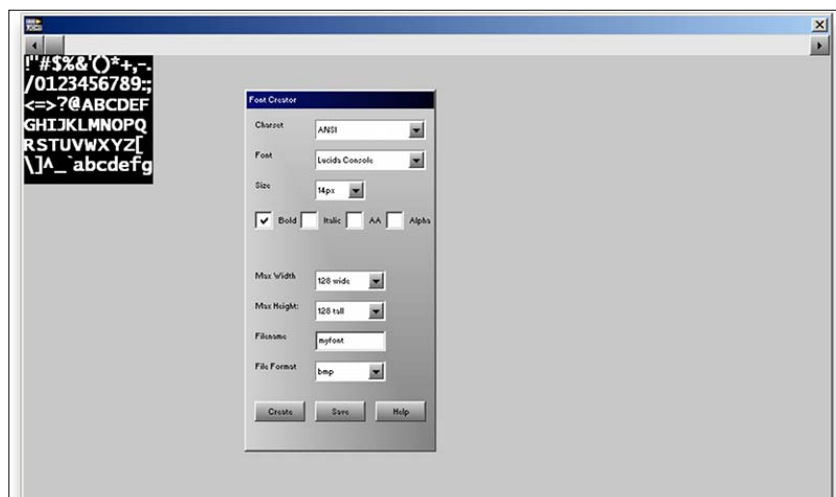 !"#$%&'()*+,-.
/0123456789:;
<=>?@ABCDEF
GHIJKLMNOPQ
RSTUVWXYZ[
\]^_`abcdefg
Font Creator
Charset
ANSI
Font
Lucida Console
Size
14px
Bold
Italic
AA
Alpha
Max Width
128 wide
Max Height:
128 tall
Filename
myfont
File Format
bmp
Create
Save
Help